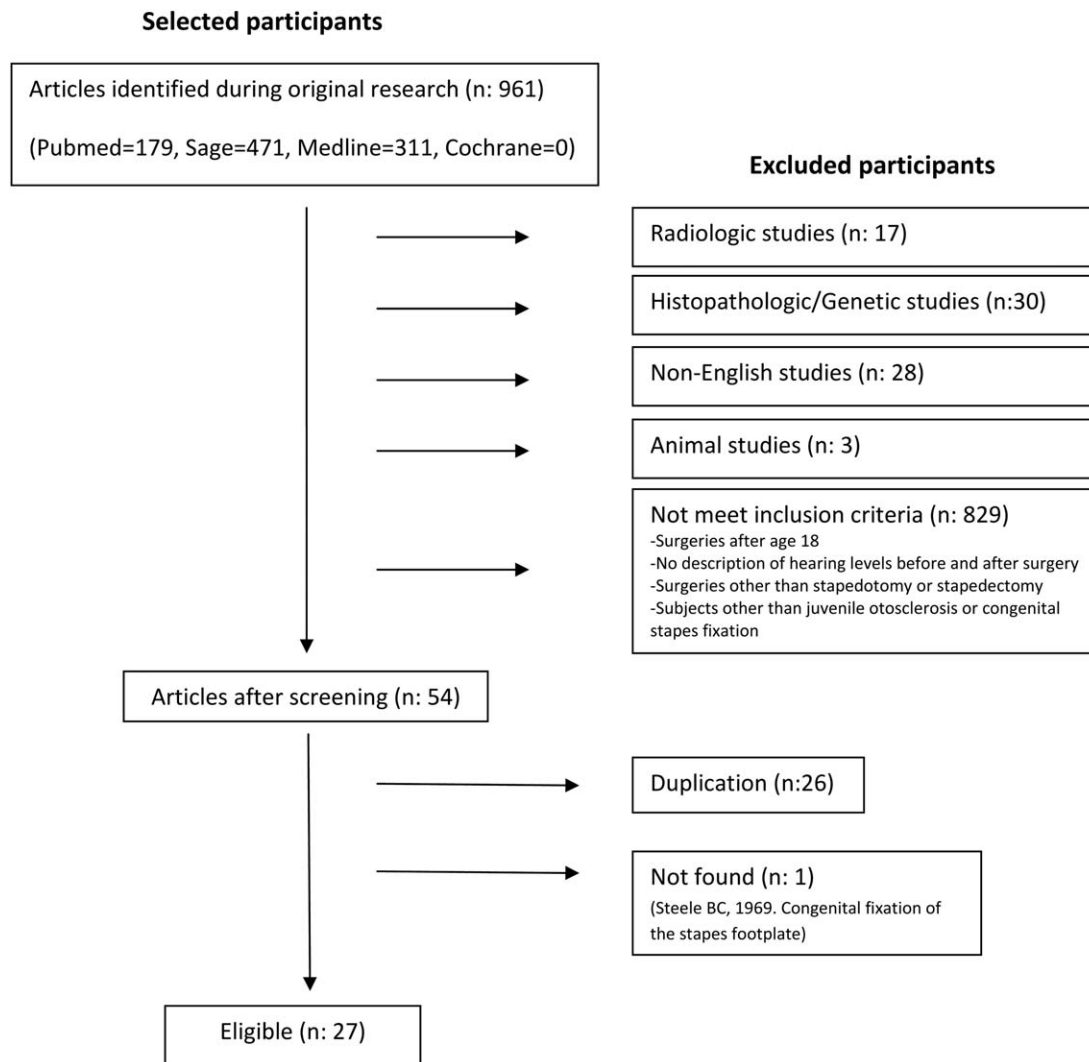 Selected participants
Articles identified during original research (n: 961)
(Pubmed=179, Sage=471, Medline=311, Cochrane=0)
Excluded participants
Radiologic studies (n: 17)
Histopathologic/Genetic studies (n:30)
Non-English studies (n: 28)
Animal studies (n: 3)
Not meet inclusion criteria (n: 829)
-Surgeries after age 18
-No description of hearing levels before and after surgery
-Surgeries other than stapedotomy or stapedectomy
-Subjects other than juvenile otosclerosis or congenital
stapes fixation
Articles after screening (n: 54)
Duplication (n:26)
Not found (n: 1)
(Steele BC, 1969. Congenital fixation of
the stapes footplate)
Eligible (n: 27)